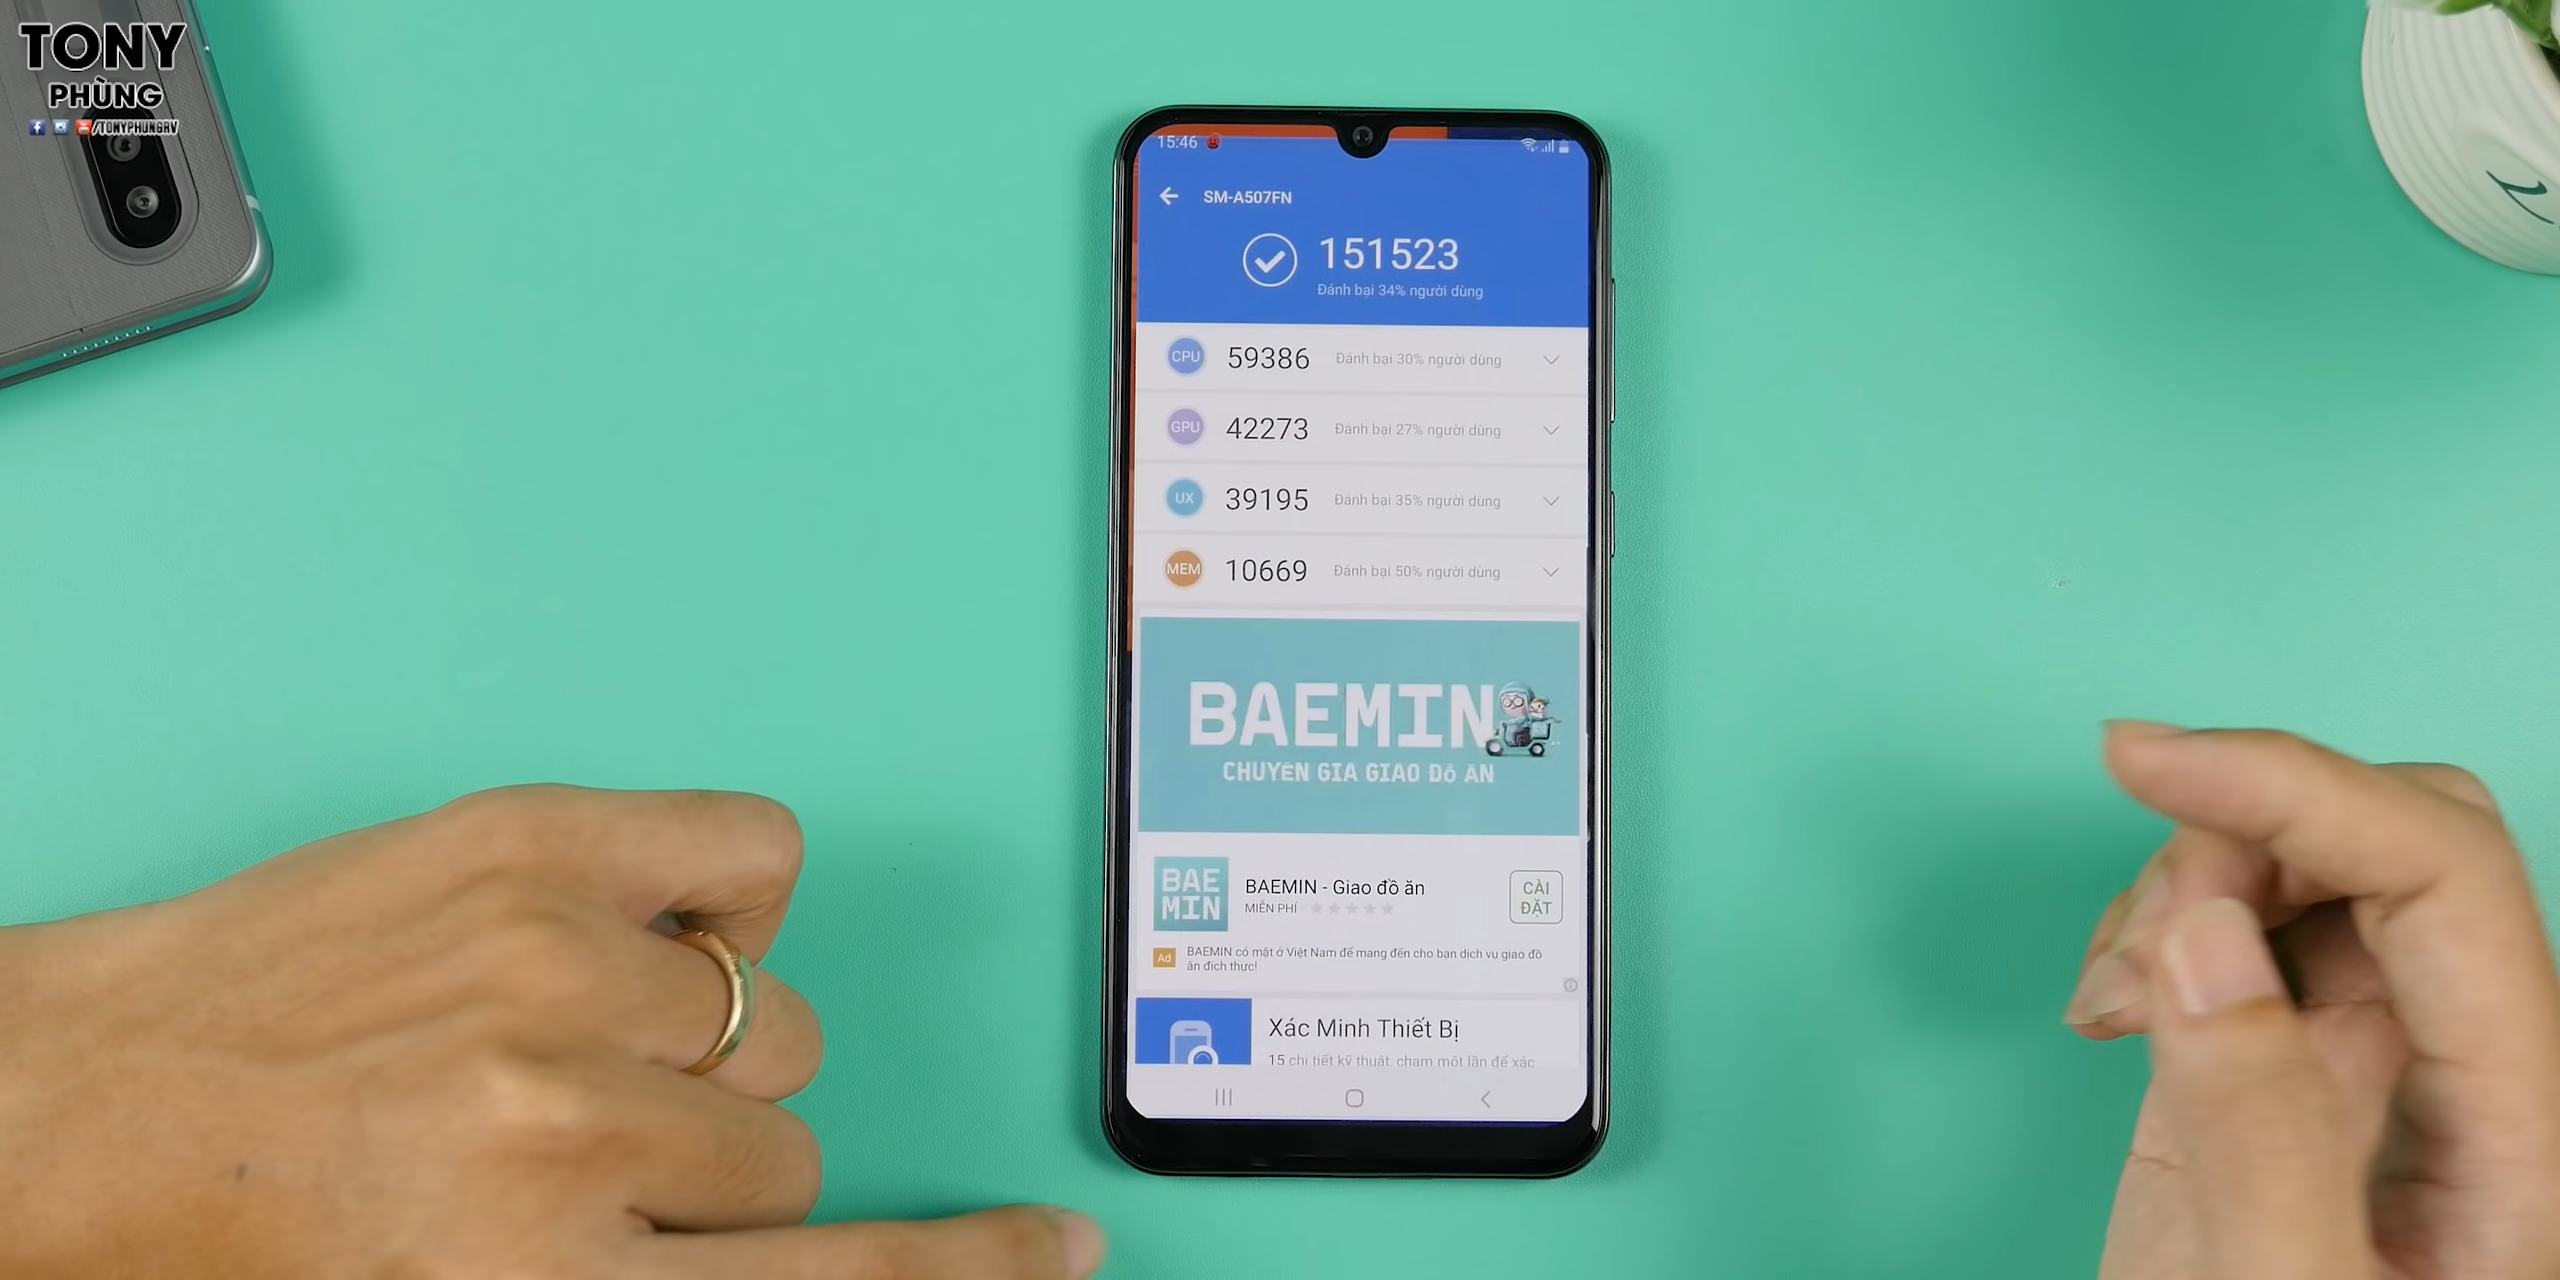 TONY
PHÙNG
/TONYPHUNGRV
15:46
SM-A507FN
151523
Đánh bại 34% người dùng
CPU 59386 Đánh bại 30% người dùng
GPU 42273 Đánh bại 27% người dùng
UX 39195 Đánh bại 35% người dùng
MEM 10669 Đánh bại 50% người dùng
BAEMIN
CHUYÊN GIA GIAO ĐỒ ĂN
BAE
MIN
BAEMIN - Giao đồ ăn
MIỄN PHÍ
CÀI
ĐẶT
Ad
BAEMIN có mặt ở Việt Nam để mang đến cho bạn dịch vụ giao đồ
ăn đích thực!
Xác Minh Thiết Bị
15 chi tiết kỹ thuật, chạm một lần để xác